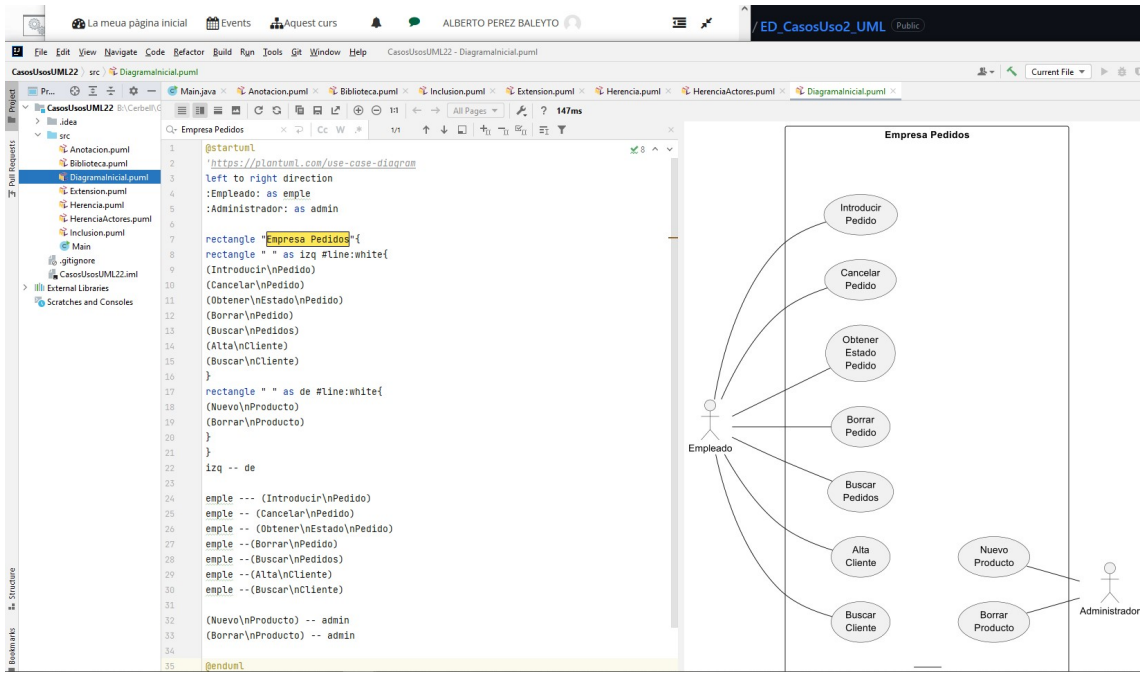 La meua pàgina inicial
Events
Aquest curs
ALBERTO PEREZ BALEYTO
/ED_CasosUso2_UML
Public
File Edit View Navigate Code Refactor Build Run Tools Git Window Help
CasosUsosUML22 - DiagramaInicial.puml
CasosUsosUML22
src
DiagramaInicial.puml
Current File
Project
Pull Requests
Structure
Bookmarks
Pr...
CasosUsosUML22 B:\Cerbell\C
.idea
src
Anotacion.puml
Biblioteca.puml
DiagramaInicial.puml
Extension.puml
Herencia.puml
HerenciaActores.puml
Inclusion.puml
Main
.gitignore
CasosUsosUML22.iml
External Libraries
Scratches and Consoles
Main.java
Anotacion.puml
Biblioteca.puml
Inclusion.puml
Extension.puml
Herencia.puml
HerenciaActores.puml
DiagramaInicial.puml
1:1
All Pages
? 147ms
Empresa Pedidos
Cc W .*
1/1
8
1 @startuml
2 'https://plantuml.com/use-case-diagram
3 left to right direction
4 :Empleado: as emple
5 :Administrador: as admin
6
7 rectangle "Empresa Pedidos"{
8 rectangle " " as izq #line:white{
9 (Introducir\nPedido)
10 (Cancelar\nPedido)
11 (Obtener\nEstado\nPedido)
12 (Borrar\nPedido)
13 (Buscar\nPedidos)
14 (Alta\nCliente)
15 (Buscar\nCliente)
16 }
17 rectangle " " as de #line:white{
18 (Nuevo\nProducto)
19 (Borrar\nProducto)
20 }
21 }
22 izq -- de
23
24 emple --- (Introducir\nPedido)
25 emple -- (Cancelar\nPedido)
26 emple -- (Obtener\nEstado\nPedido)
27 emple --(Borrar\nPedido)
28 emple --(Buscar\nPedidos)
29 emple --(Alta\nCliente)
30 emple --(Buscar\nCliente)
31
32 (Nuevo\nProducto) -- admin
33 (Borrar\nProducto) -- admin
34
35 @enduml
Empresa Pedidos
Introducir
Pedido
Cancelar
Pedido
Obtener
Estado
Pedido
Borrar
Pedido
Empleado
Buscar
Pedidos
Alta
Cliente
Nuevo
Producto
Administrador
Buscar
Cliente
Borrar
Producto